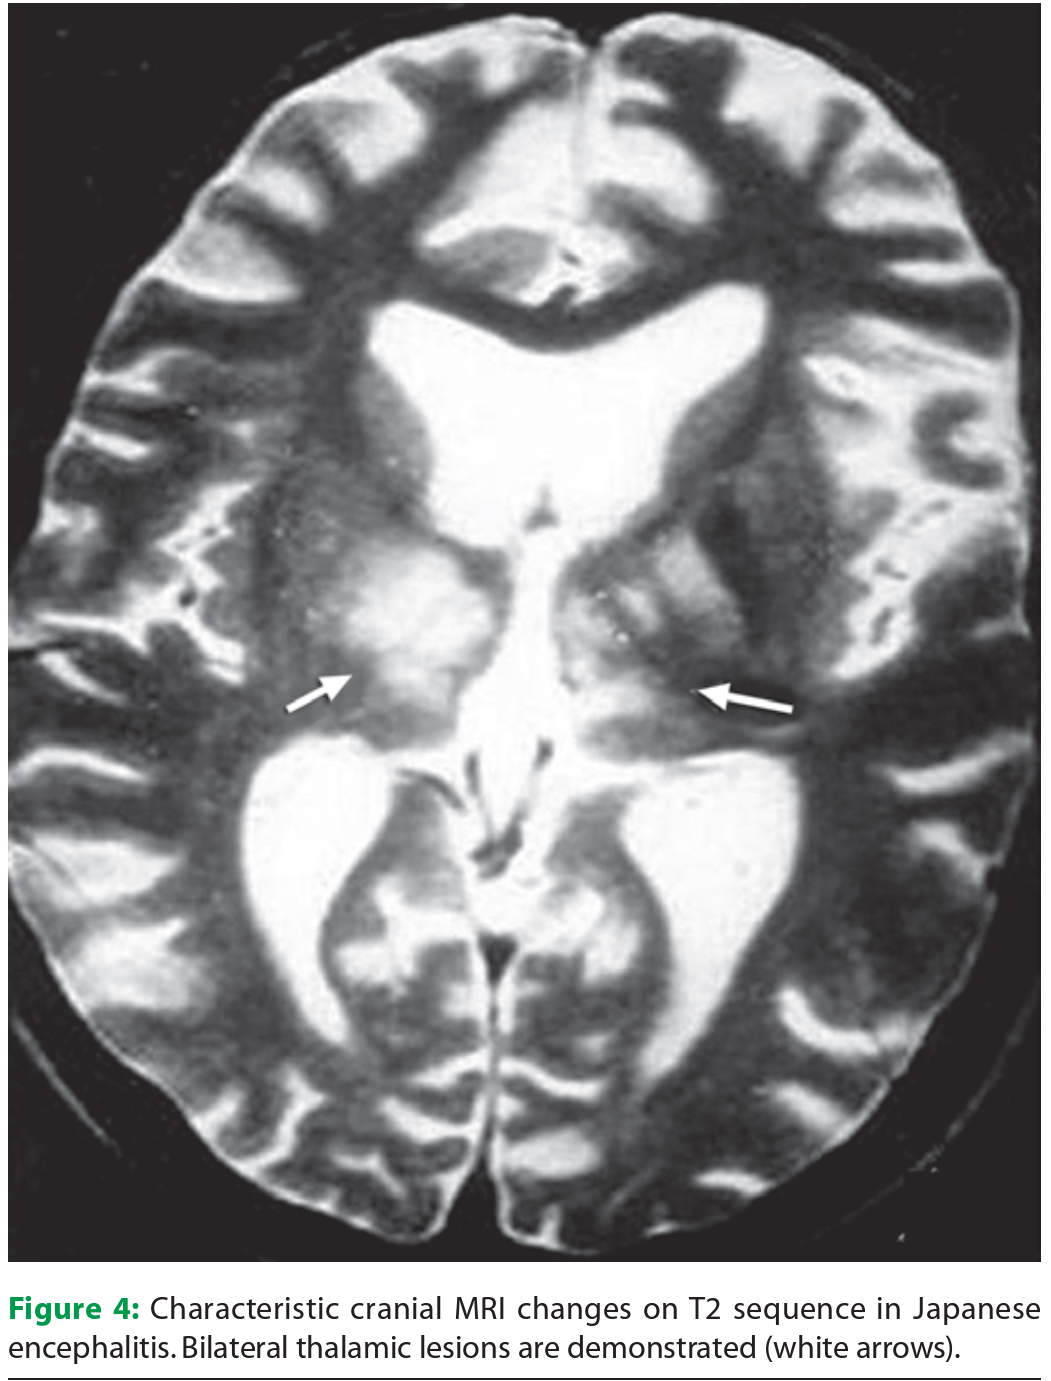 Figure 4: Characteristic cranial MRI changes on T2 sequence in Japanese
encephalitis. Bilateral thalamic lesions are demonstrated (white arrows).